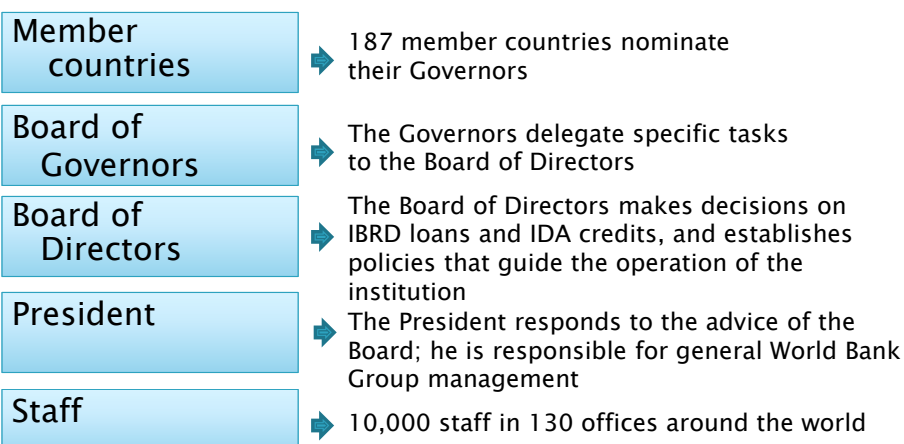 Member
countries
187 member countries nominate
their Governors
Board of
Governors
The Governors delegate specific tasks
to the Board of Directors
Board of
Directors
The Board of Directors makes decisions on
IBRD loans and IDA credits, and establishes
policies that guide the operation of the
institution
President
The President responds to the advice of the
Board; he is responsible for general World Bank
Group management
Staff
10,000 staff in 130 offices around the world